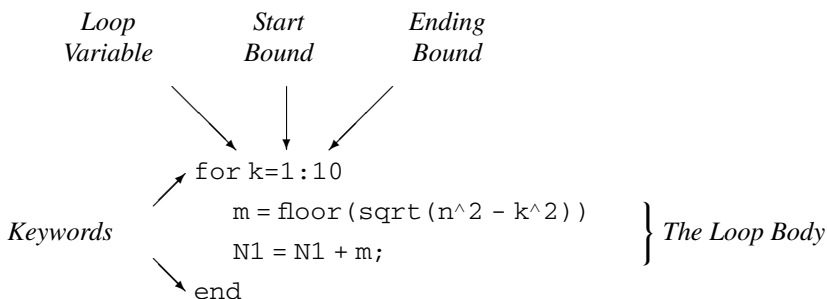 Loop Start Ending
Variable Bound Bound
for k=1:10
m = floor(sqrt(n^2 - k^2))
Keywords } The Loop Body
N1 = N1 + m;
end